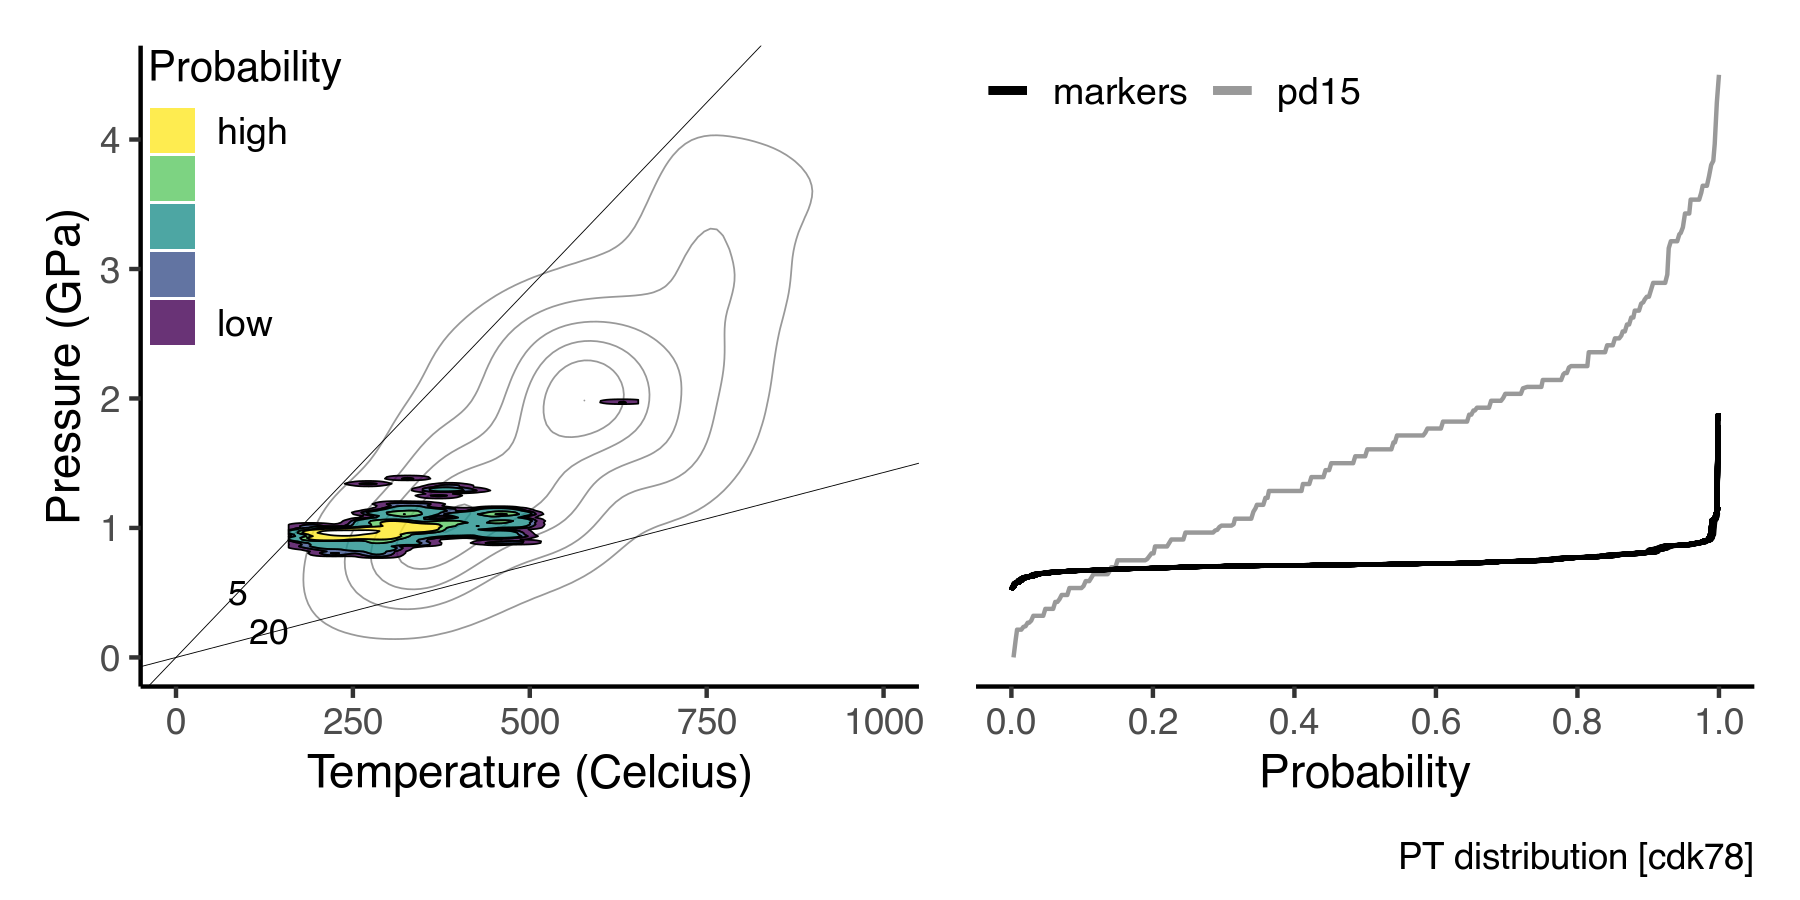 Probability
high
low
4
3
2
1
0
Pressure (GPa)
5
20
0 250 500 750 1000
Temperature (Celcius)
markers pd15
0.0 0.2 0.4 0.6 0.8 1.0
Probability
PT distribution [cdk78]